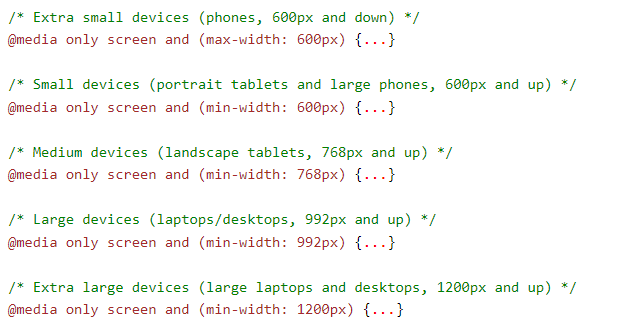 /* Extra small devices (phones, 600px and down) */
@media only screen and (max-width: 600px) {...}
/* Small devices (portrait tablets and large phones, 600px and up) */
@media only screen and (min-width: 600px) {...}
/* Medium devices (landscape tablets, 768px and up) */
@media only screen and (min-width: 768px) {...}
/* Large devices (laptops/desktops, 992px and up) */
@media only screen and (min-width: 992px) {...}
/* Extra large devices (large laptops and desktops, 1200px and up) */
@media only screen and (min-width: 1200px) {...}